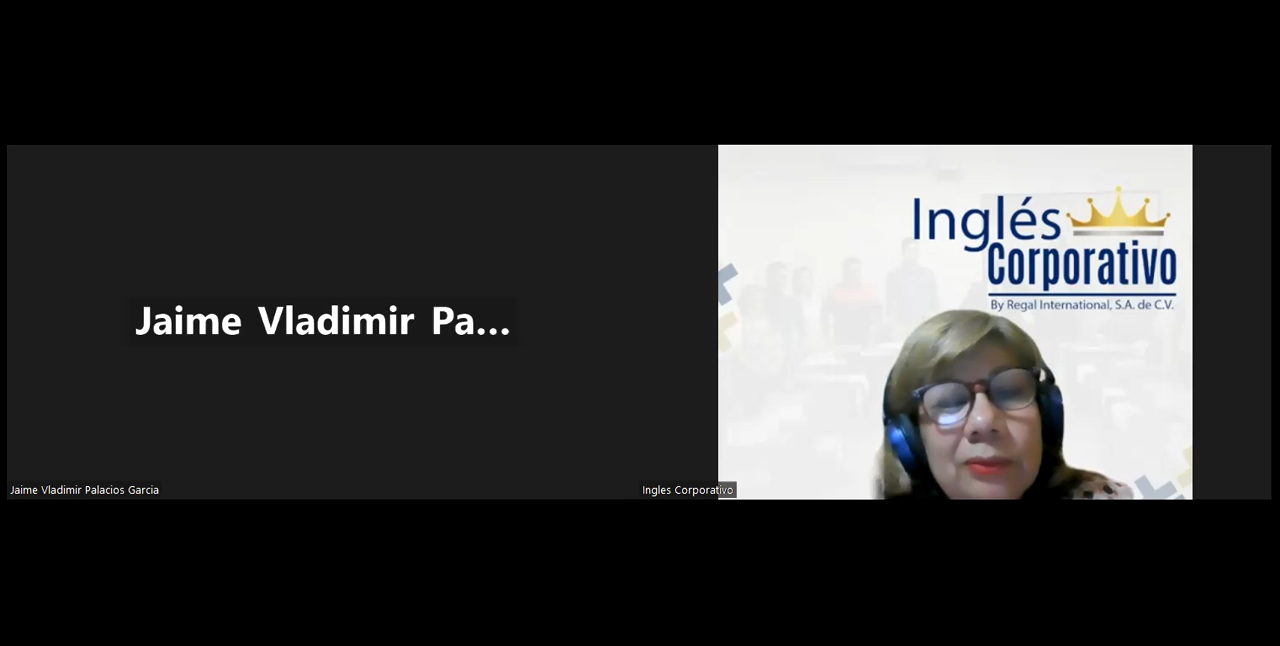 Jaime Vladimir Pa...
Jaime Vladimir Palacios Garcia
Inglés
Corporativo
By Regal International, S.A. de C.V.
Ingles Corporativo